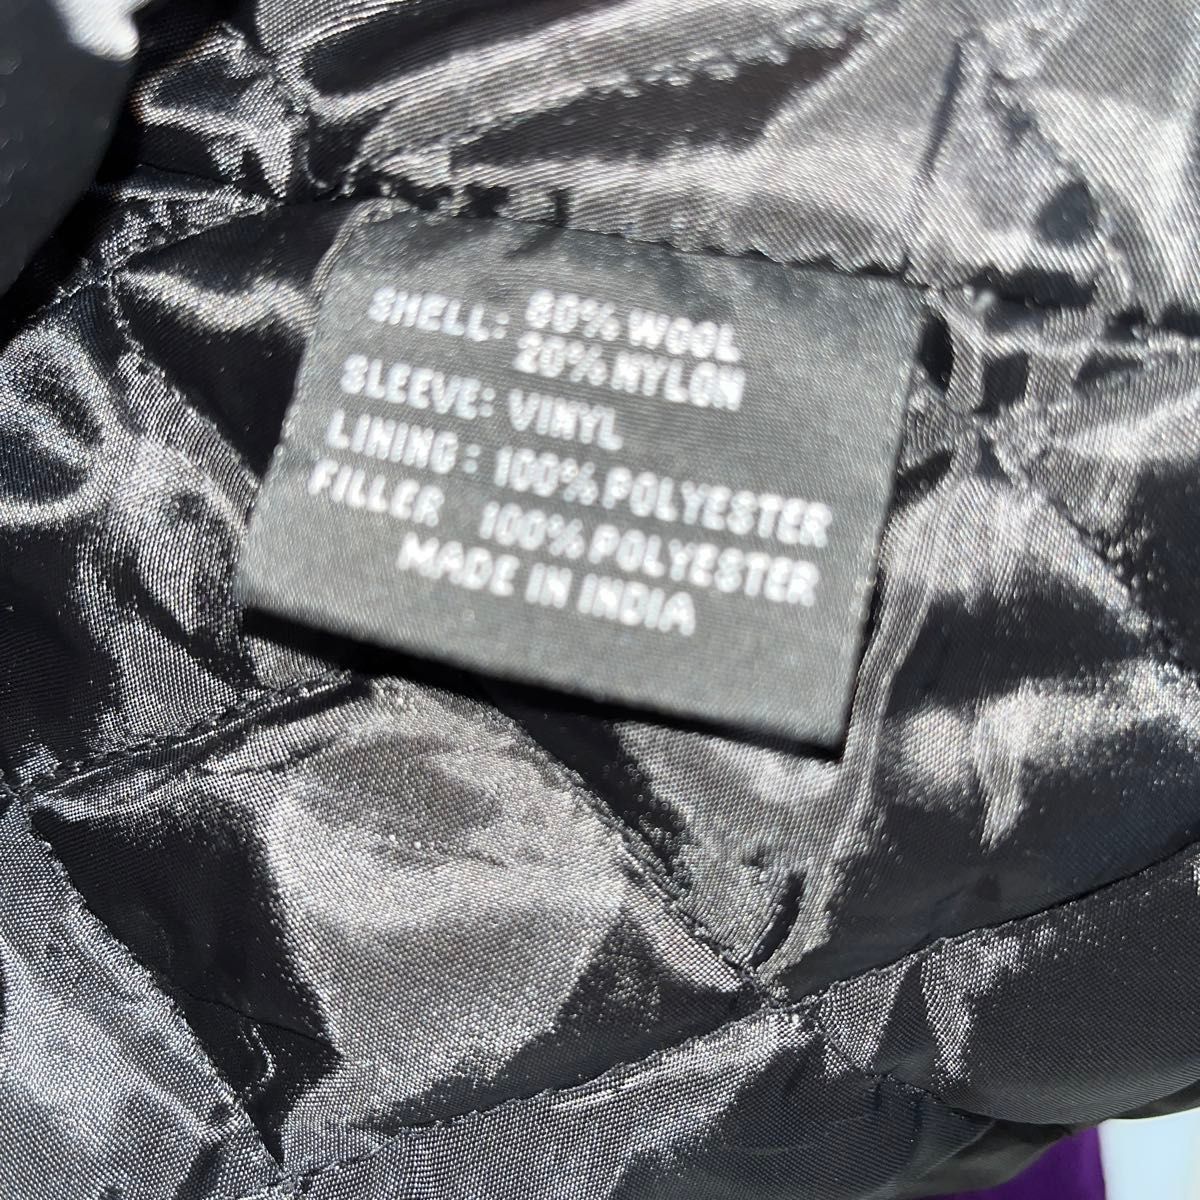 SHELL: 80% WOOL
20% NYLON
SLEEVE: VINYL
LINING: 100% POLYESTER
FILLER 100% POLYESTER
MADE IN INDIA